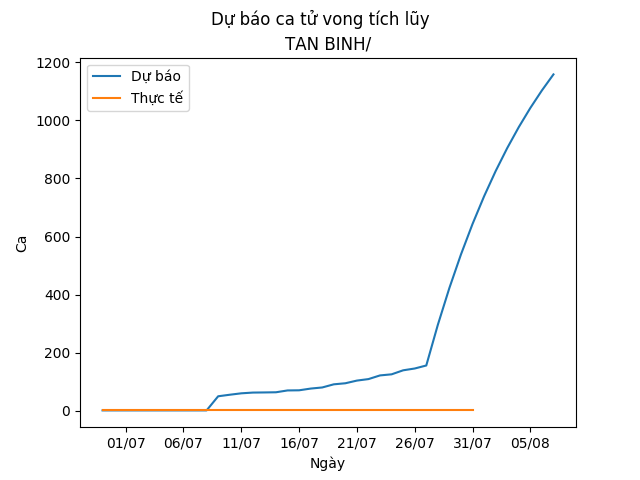 Dự báo ca tử vong tích lũy
TAN BINH/
Dự báo
Thực tế
1200
1000
800
600
400
200
0
Ca
01/07 06/07 11/07 16/07 21/07 26/07 31/07 05/08
Ngày